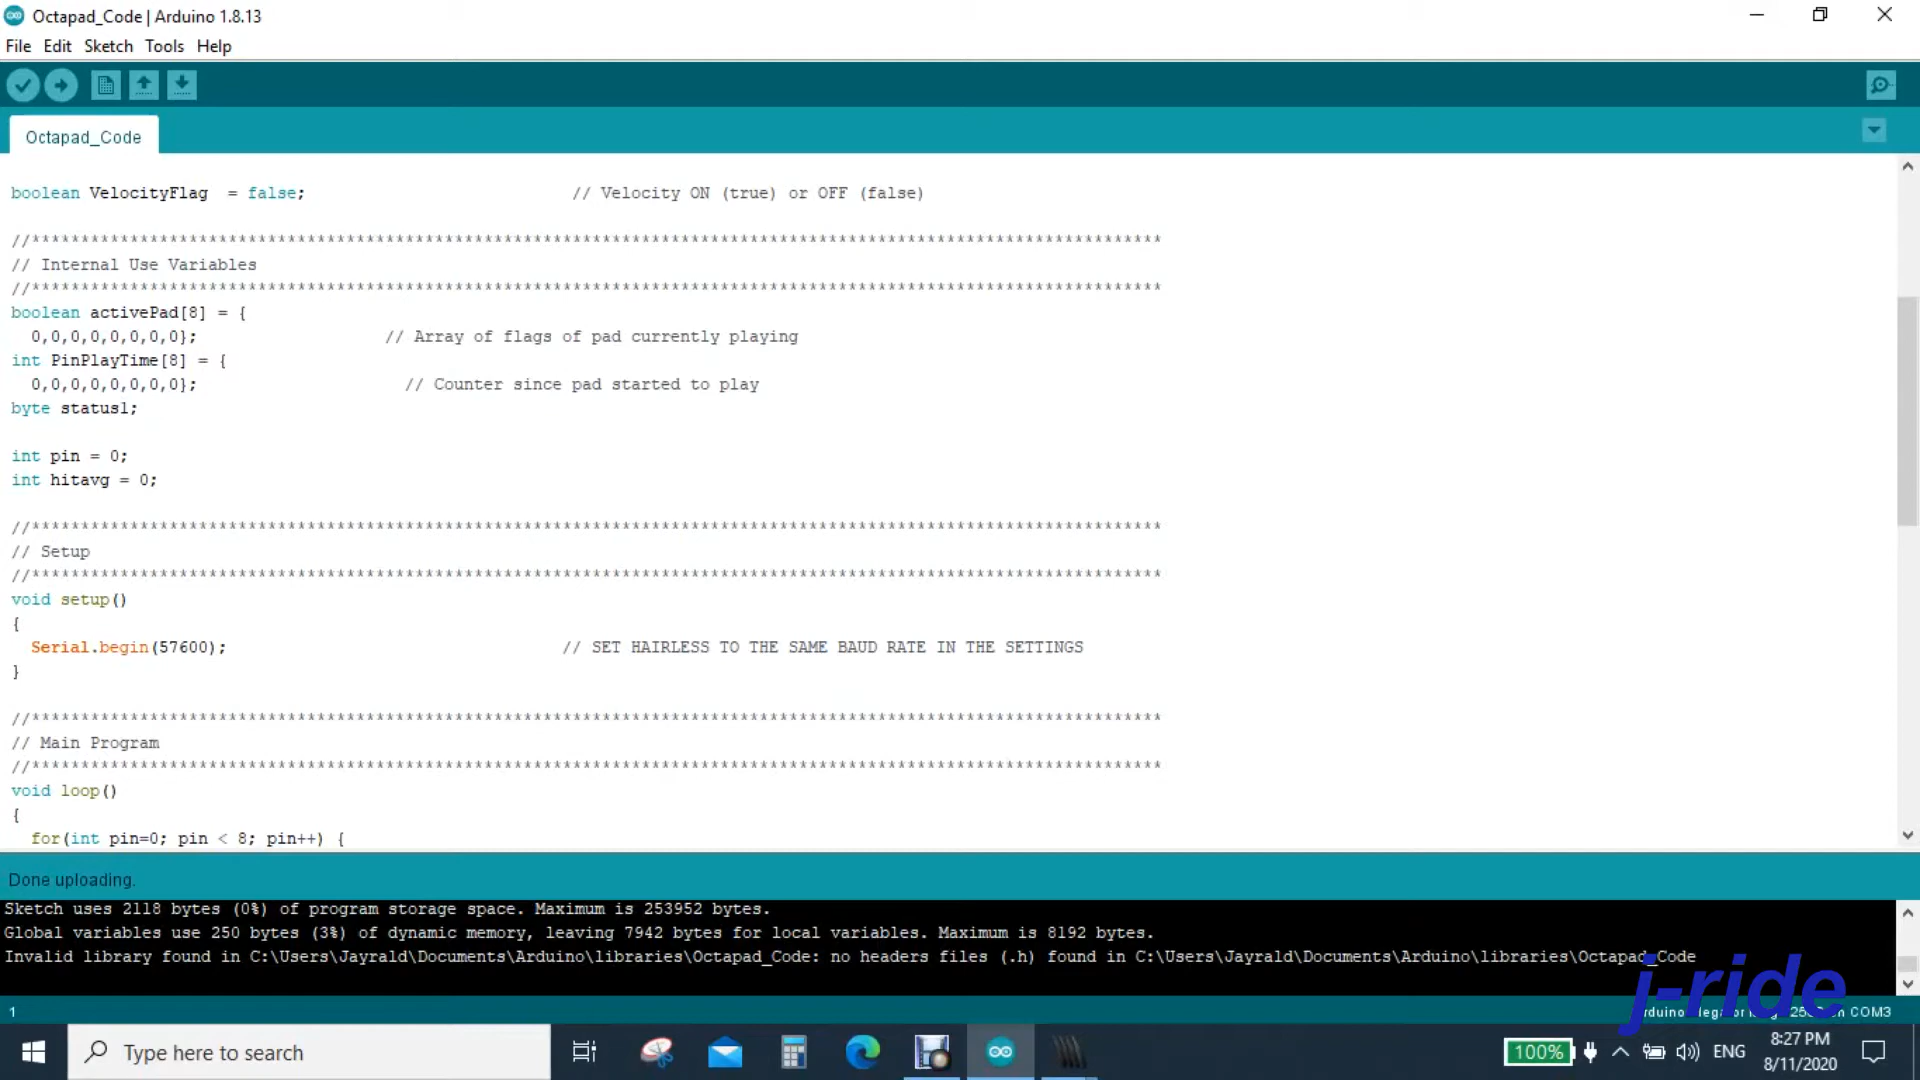 Octapad_Code | Arduino 1.8.13
File Edit Sketch Tools Help
Octapad_Code
boolean VelocityFlag  = false;                           // Velocity ON (true) or OFF (false)
//*******************************************************************************************************************
// Internal Use Variables
//*******************************************************************************************************************
boolean activePad[8] = {
  0,0,0,0,0,0,0,0};                   // Array of flags of pad currently playing
int PinPlayTime[8] = {
  0,0,0,0,0,0,0,0};                     // Counter since pad started to play
byte status1;
int pin = 0;
int hitavg = 0;
//*******************************************************************************************************************
// Setup
//*******************************************************************************************************************
void setup()
{
  Serial.begin(57600);                                  // SET HAIRLESS TO THE SAME BAUD RATE IN THE SETTINGS
}
//*******************************************************************************************************************
// Main Program
//*******************************************************************************************************************
void loop()
{
  for(int pin=0; pin < 8; pin++) {
Done uploading.
Sketch uses 2118 bytes (0%) of program storage space. Maximum is 253952 bytes.
Global variables use 250 bytes (3%) of dynamic memory, leaving 7942 bytes for local variables. Maximum is 8192 bytes.
Invalid library found in C:\Users\Jayrald\Documents\Arduino\libraries\Octapad_Code: no headers files (.h) found in C:\Users\Jayrald\Documents\Arduino\libraries\Octapad_Code
j-ride
1
COM3
Type here to search
100%
ENG
8:27 PM
8/11/2020